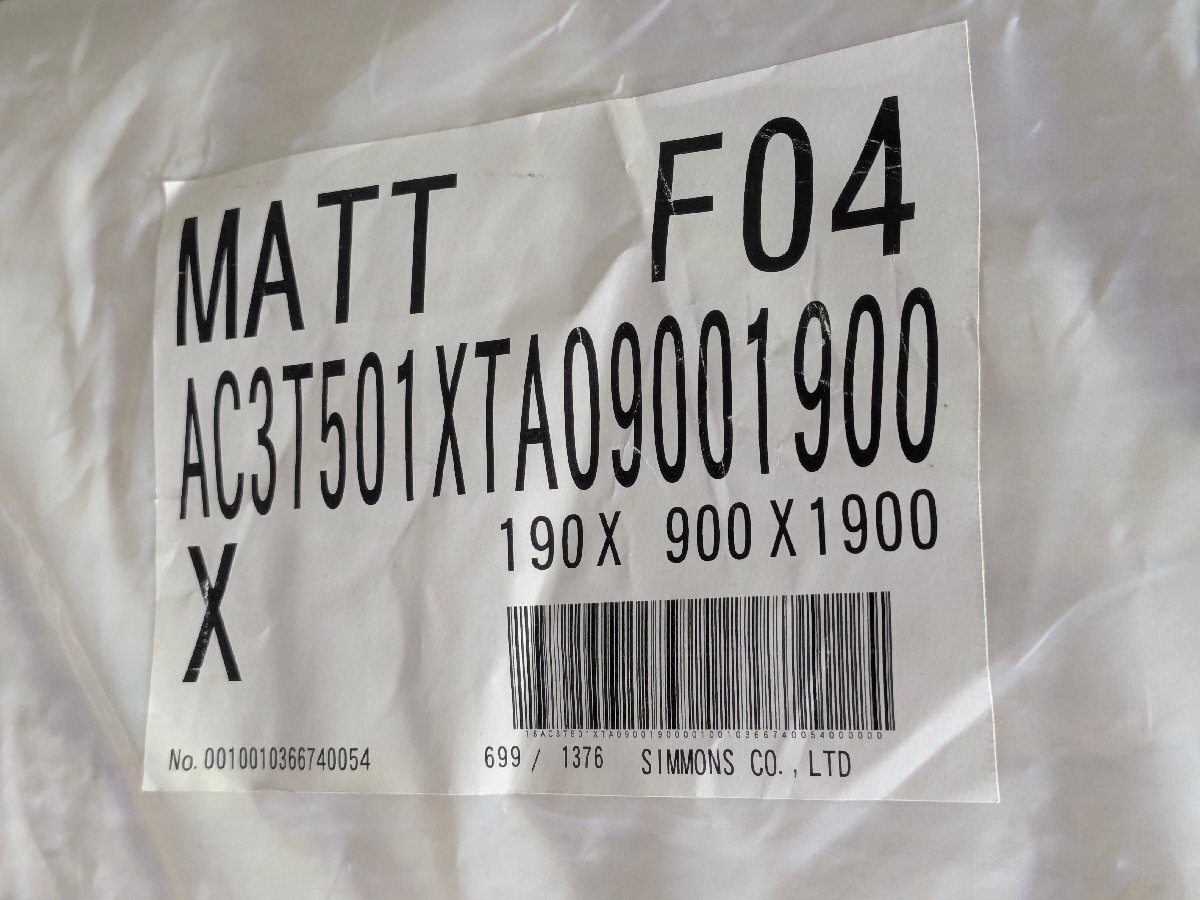 MATT F04
AC3T501XTA09001900
190X 900X1900
X
No. 0010010366740054
699 / 1376 SIMMONS CO.,LTD